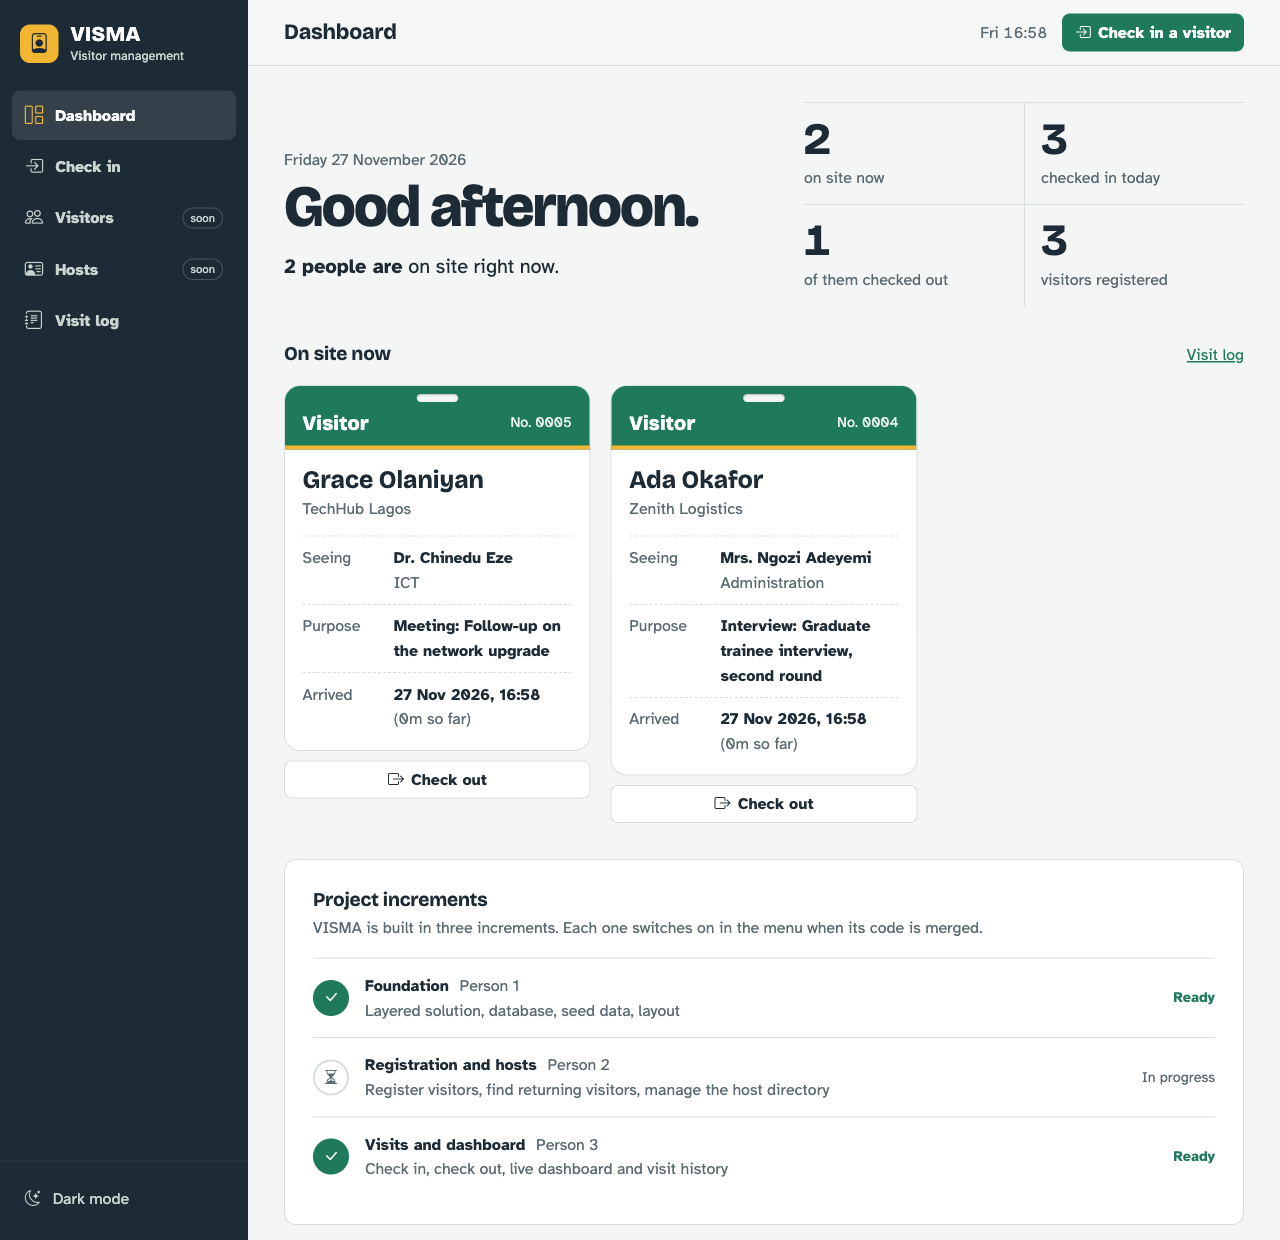 VISMA
Visitor management
Dashboard
Check in
Visitors
soon
Hosts
soon
Visit log
Dark mode
Dashboard
Fri 16:58
Check in a visitor
Friday 27 November 2026
Good afternoon.
2 people are on site right now.
2
on site now
3
checked in today
1
of them checked out
3
visitors registered
On site now
Visit log
Visitor
No. 0005
Grace Olaniyan
TechHub Lagos
Seeing
Dr. Chinedu Eze
ICT
Purpose
Meeting: Follow-up on
the network upgrade
Arrived
27 Nov 2026, 16:58
(0m so far)
Check out
Visitor
No. 0004
Ada Okafor
Zenith Logistics
Seeing
Mrs. Ngozi Adeyemi
Administration
Purpose
Interview: Graduate
trainee interview,
second round
Arrived
27 Nov 2026, 16:58
(0m so far)
Check out
Project increments
VISMA is built in three increments. Each one switches on in the menu when its code is merged.
Foundation Person 1
Layered solution, database, seed data, layout
Ready
Registration and hosts Person 2
Register visitors, find returning visitors, manage the host directory
In progress
Visits and dashboard Person 3
Check in, check out, live dashboard and visit history
Ready